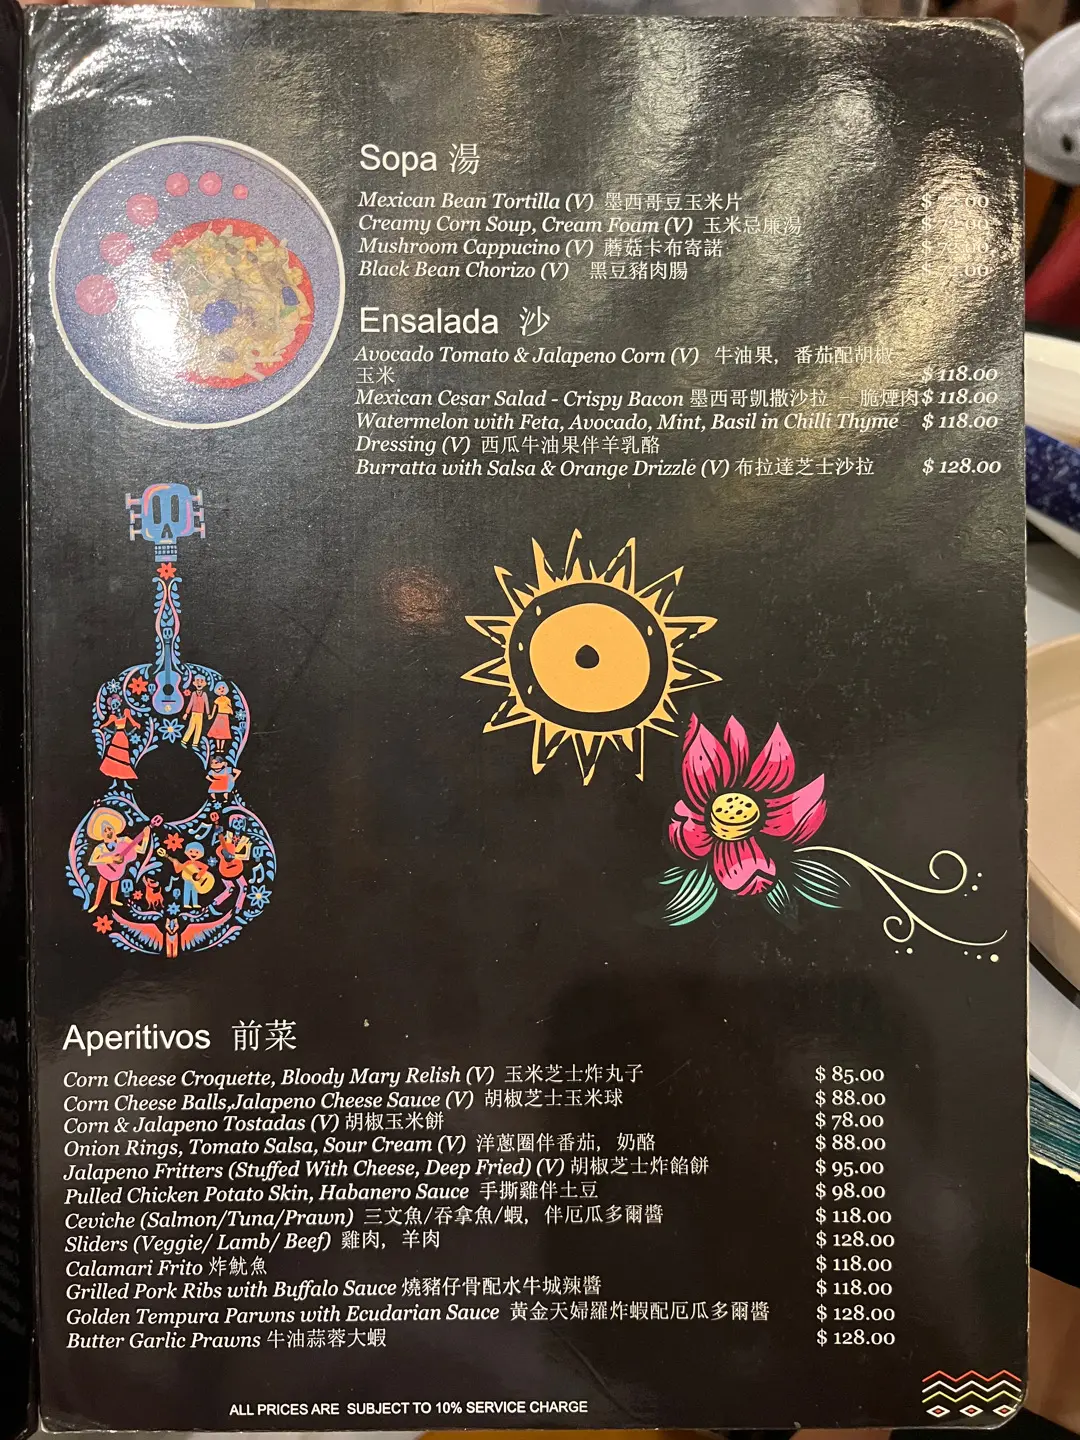 Sopa 湯
Mexican Bean Tortilla (V) 墨西哥豆玉米片
Creamy Corn Soup, Cream Foam (V) 玉米忌廉湯
Mushroom Cappucino (V) 蘑菇卡布寄諾
Black Bean Chorizo (V) 黑豆豬肉腸
Ensalada 沙
Avocado Tomato & Jalapeno Corn (V) 牛油果，番茄配胡椒
玉米 $ 118.00
Mexican Cesar Salad - Crispy Bacon 墨西哥凱撒沙拉 - 脆煙肉 $ 118.00
Watermelon with Feta, Avocado, Mint, Basil in Chilli Thyme $ 118.00
Dressing (V) 西瓜牛油果伴羊乳酪
Burratta with Salsa & Orange Drizzle (V) 布拉達芝士沙拉 $ 128.00
Aperitivos 前菜
Corn Cheese Croquette, Bloody Mary Relish (V) 玉米芝士炸丸子 $ 85.00
Corn Cheese Balls,Jalapeno Cheese Sauce (V) 胡椒芝士玉米球 $ 88.00
Corn & Jalapeno Tostadas (V) 胡椒玉米餅 $ 78.00
Onion Rings, Tomato Salsa, Sour Cream (V) 洋蔥圈伴番茄，奶酪 $ 88.00
Jalapeno Fritters (Stuffed With Cheese, Deep Fried) (V) 胡椒芝士炸餡餅 $ 95.00
Pulled Chicken Potato Skin, Habanero Sauce 手撕雞伴土豆 $ 98.00
Ceviche (Salmon/Tuna/Prawn) 三文魚/吞拿魚/蝦，伴厄瓜多爾醬 $ 118.00
Sliders (Veggie/ Lamb/ Beef) 雞肉，羊肉 $ 128.00
Calamari Frito 炸魷魚 $ 118.00
Grilled Pork Ribs with Buffalo Sauce 燒豬仔骨配水牛城辣醬 $ 118.00
Golden Tempura Parwns with Ecudarian Sauce 黃金天婦羅炸蝦配厄瓜多爾醬 $ 128.00
Butter Garlic Prawns 牛油蒜蓉大蝦 $ 128.00
ALL PRICES ARE SUBJECT TO 10% SERVICE CHARGE